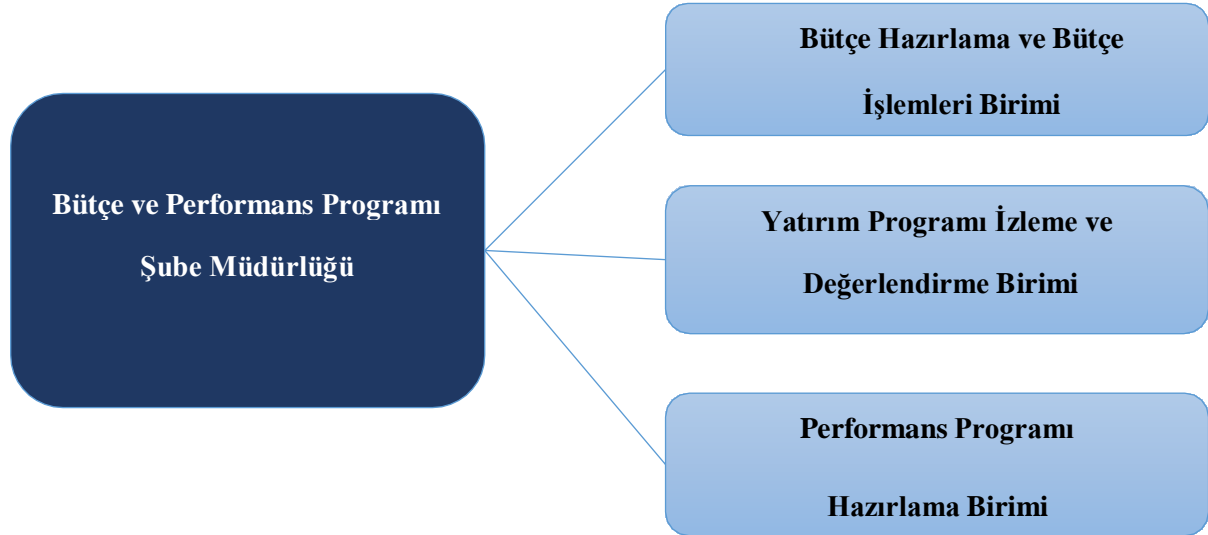 Bütçe ve Performans Programı
Şube Müdürlüğü
Bütçe Hazırlama ve Bütçe
İşlemleri Birimi
Yatırım Programı İzleme ve
Değerlendirme Birimi
Performans Programı
Hazırlama Birimi